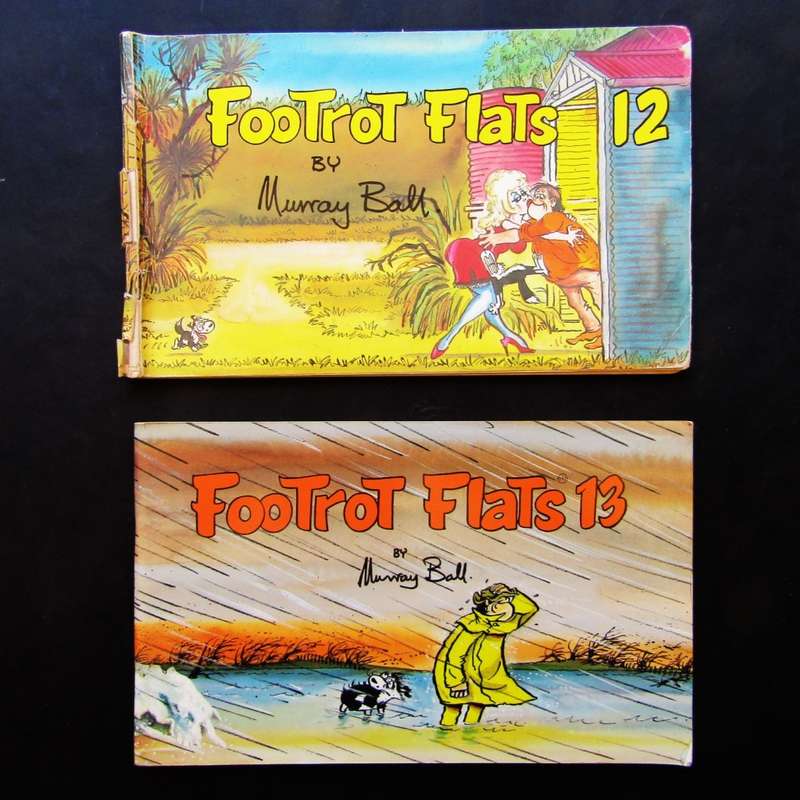 FooTroT FlaTs 12
BY
Murray Ball
FooTroT FlaTs® 13
BY
Murray Ball.